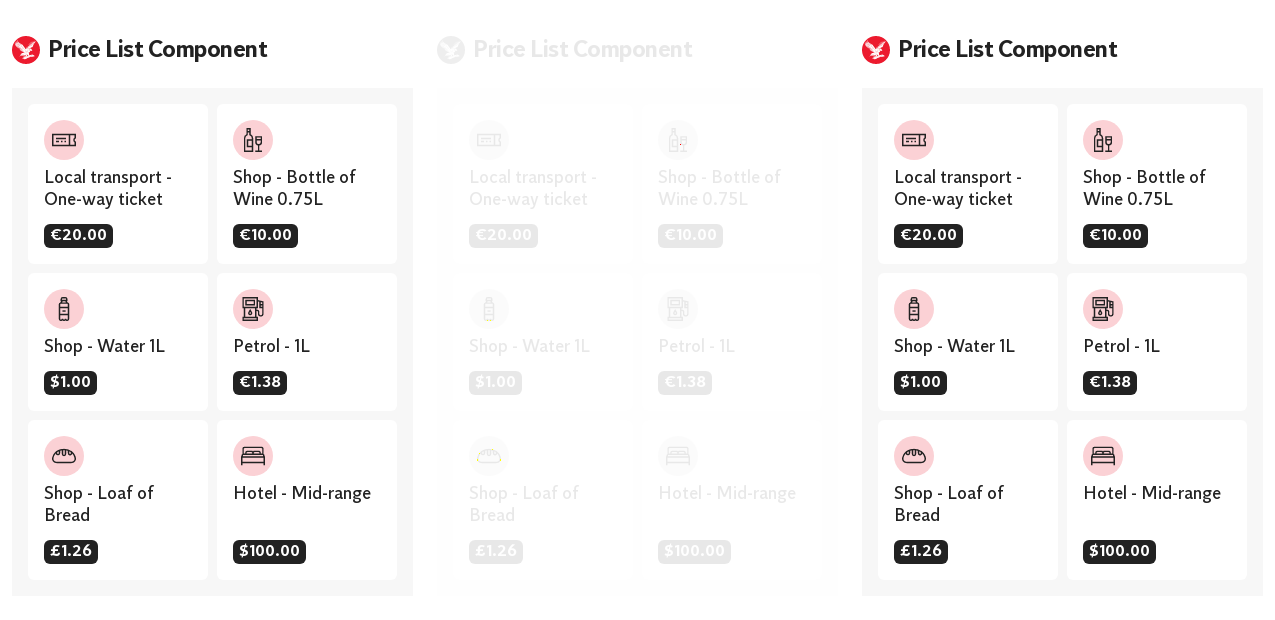 Price List Component
Local transport -
One-way ticket
€20.00
Shop - Bottle of
Wine 0.75L
€10.00
Shop - Water 1L
$1.00
Petrol - 1L
€1.38
Shop - Loaf of
Bread
£1.26
Hotel - Mid-range
$100.00
Price List Component
Local transport -
One-way ticket
€20.00
Shop - Bottle of
Wine 0.75L
€10.00
Shop - Water 1L
$1.00
Petrol - 1L
€1.38
Shop - Loaf of
Bread
£1.26
Hotel - Mid-range
$100.00
Price List Component
Local transport -
One-way ticket
€20.00
Shop - Bottle of
Wine 0.75L
€10.00
Shop - Water 1L
$1.00
Petrol - 1L
€1.38
Shop - Loaf of
Bread
£1.26
Hotel - Mid-range
$100.00